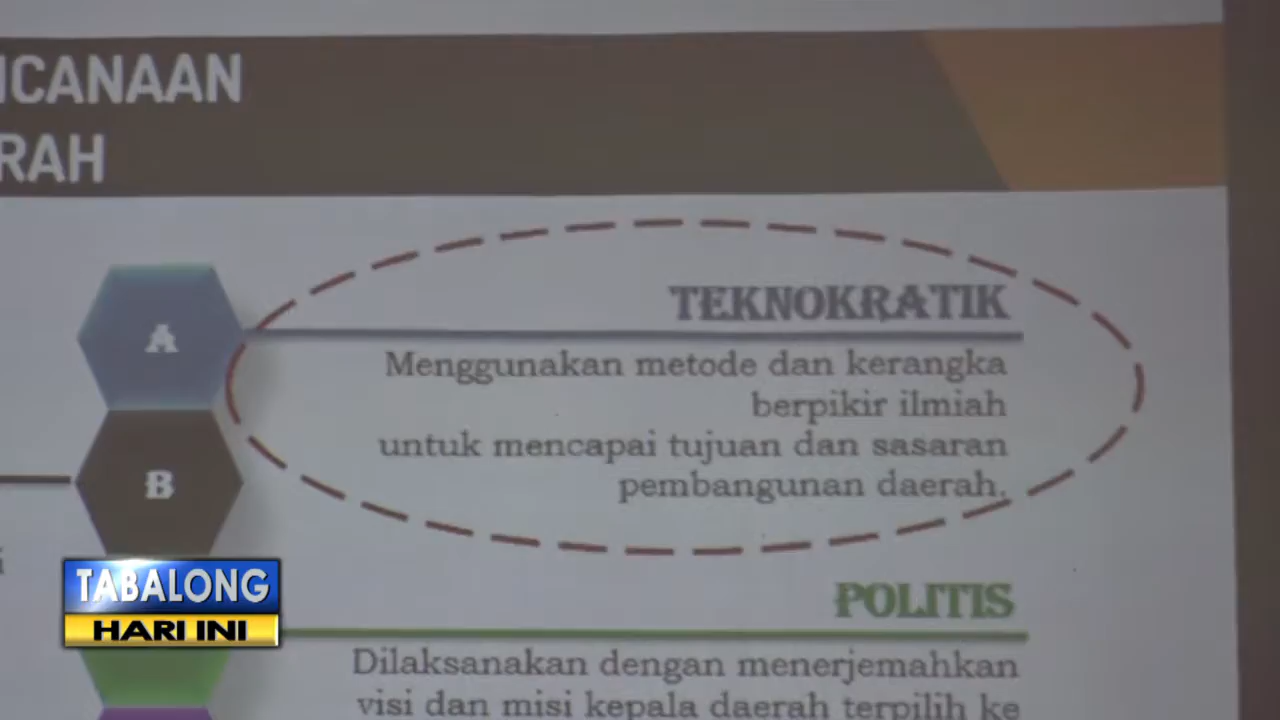 NCANAAN
RAH
A
TEKNOKRATIK
Menggunakan metode dan kerangka
berpikir ilmiah
untuk mencapai tujuan dan sasaran
pembangunan daerah.
B
i
TABALONG
HARI INI
POLITIS
Dilaksanakan dengan menerjemahkan
visi dan misi kepala daerah terpilih ke